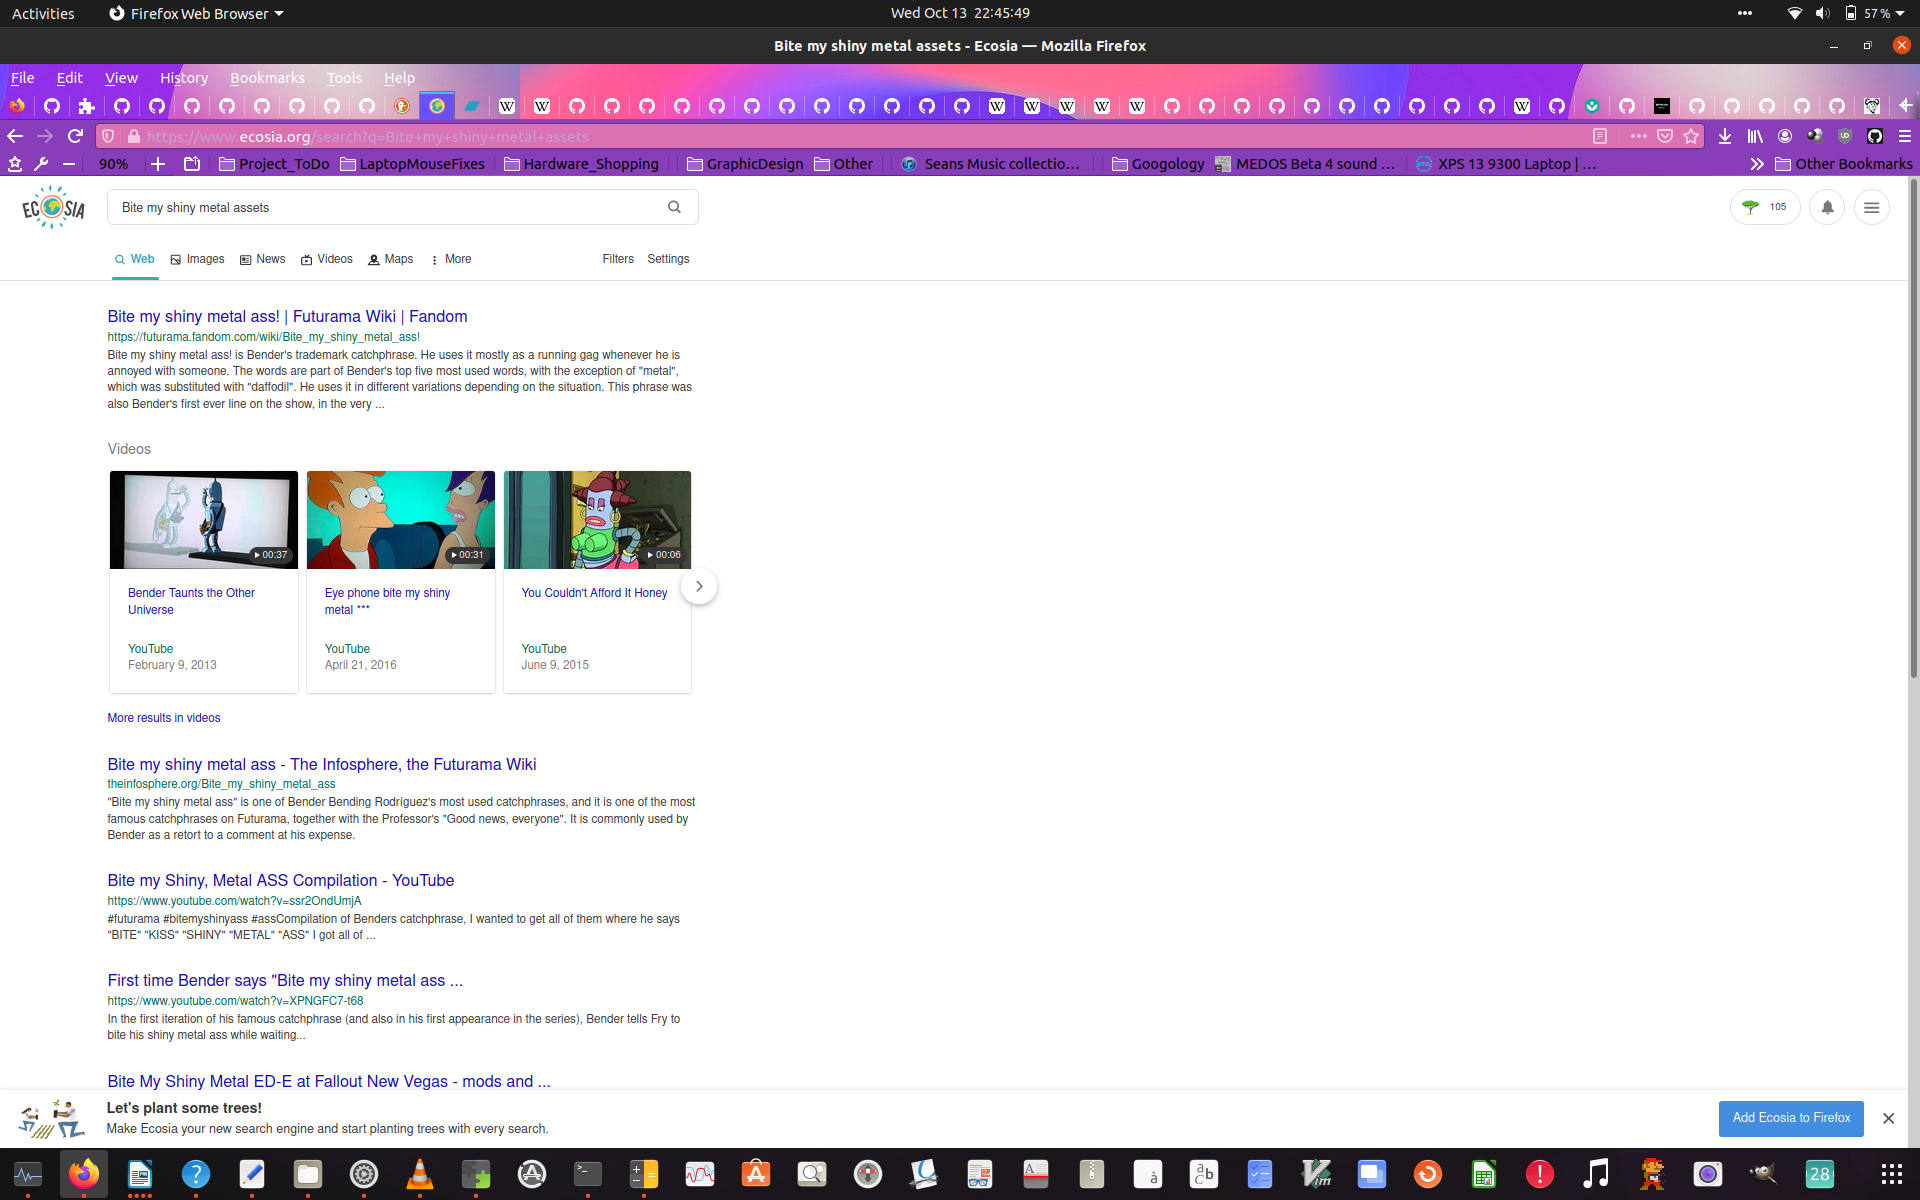 Activities
Firefox Web Browser
Wed Oct 13 22:45:49
57 %
Bite my shiny metal assets - Ecosia — Mozilla Firefox
File Edit View History Bookmarks Tools Help
https://www.ecosia.org/search?q=Bite+my+shiny+metal+assets
90%
Project_ToDo
LaptopMouseFixes
Hardware_Shopping
GraphicDesign
Other
Seans Music collectio…
Googology
MEDOS Beta 4 sound …
XPS 13 9300 Laptop | …
Other Bookmarks
ECOSIA
Bite my shiny metal assets
105
Web Images News Videos Maps More Filters Settings
Bite my shiny metal ass! | Futurama Wiki | Fandom
https://futurama.fandom.com/wiki/Bite_my_shiny_metal_ass!
Bite my shiny metal ass! is Bender's trademark catchphrase. He uses it mostly as a running gag whenever he is
annoyed with someone. The words are part of Bender's top five most used words, with the exception of "metal",
which was substituted with "daffodil". He uses it in different variations depending on the situation. This phrase was
also Bender's first ever line on the show, in the very ...
Videos
00:37
00:31
00:06
Bender Taunts the Other
Universe
YouTube
February 9, 2013
Eye phone bite my shiny
metal ***
YouTube
April 21, 2016
You Couldn't Afford It Honey
YouTube
June 9, 2015
More results in videos
Bite my shiny metal ass - The Infosphere, the Futurama Wiki
theinfosphere.org/Bite_my_shiny_metal_ass
"Bite my shiny metal ass" is one of Bender Bending Rodríguez's most used catchphrases, and it is one of the most
famous catchphrases on Futurama, together with the Professor's "Good news, everyone". It is commonly used by
Bender as a retort to a comment at his expense.
Bite my Shiny, Metal ASS Compilation - YouTube
https://www.youtube.com/watch?v=ssr2OndUmjA
#futurama #bitemyshinyass #assCompilation of Benders catchphrase, I wanted to get all of them where he says
"BITE" "KISS" "SHINY" "METAL" "ASS" I got all of ...
First time Bender says "Bite my shiny metal ass ...
https://www.youtube.com/watch?v=XPNGFC7-t68
In the first iteration of his famous catchphrase (and also in his first appearance in the series), Bender tells Fry to
bite his shiny metal ass while waiting...
Bite My Shiny Metal ED-E at Fallout New Vegas - mods and ...
Let's plant some trees!
Make Ecosia your new search engine and start planting trees with every search.
Add Ecosia to Firefox
28